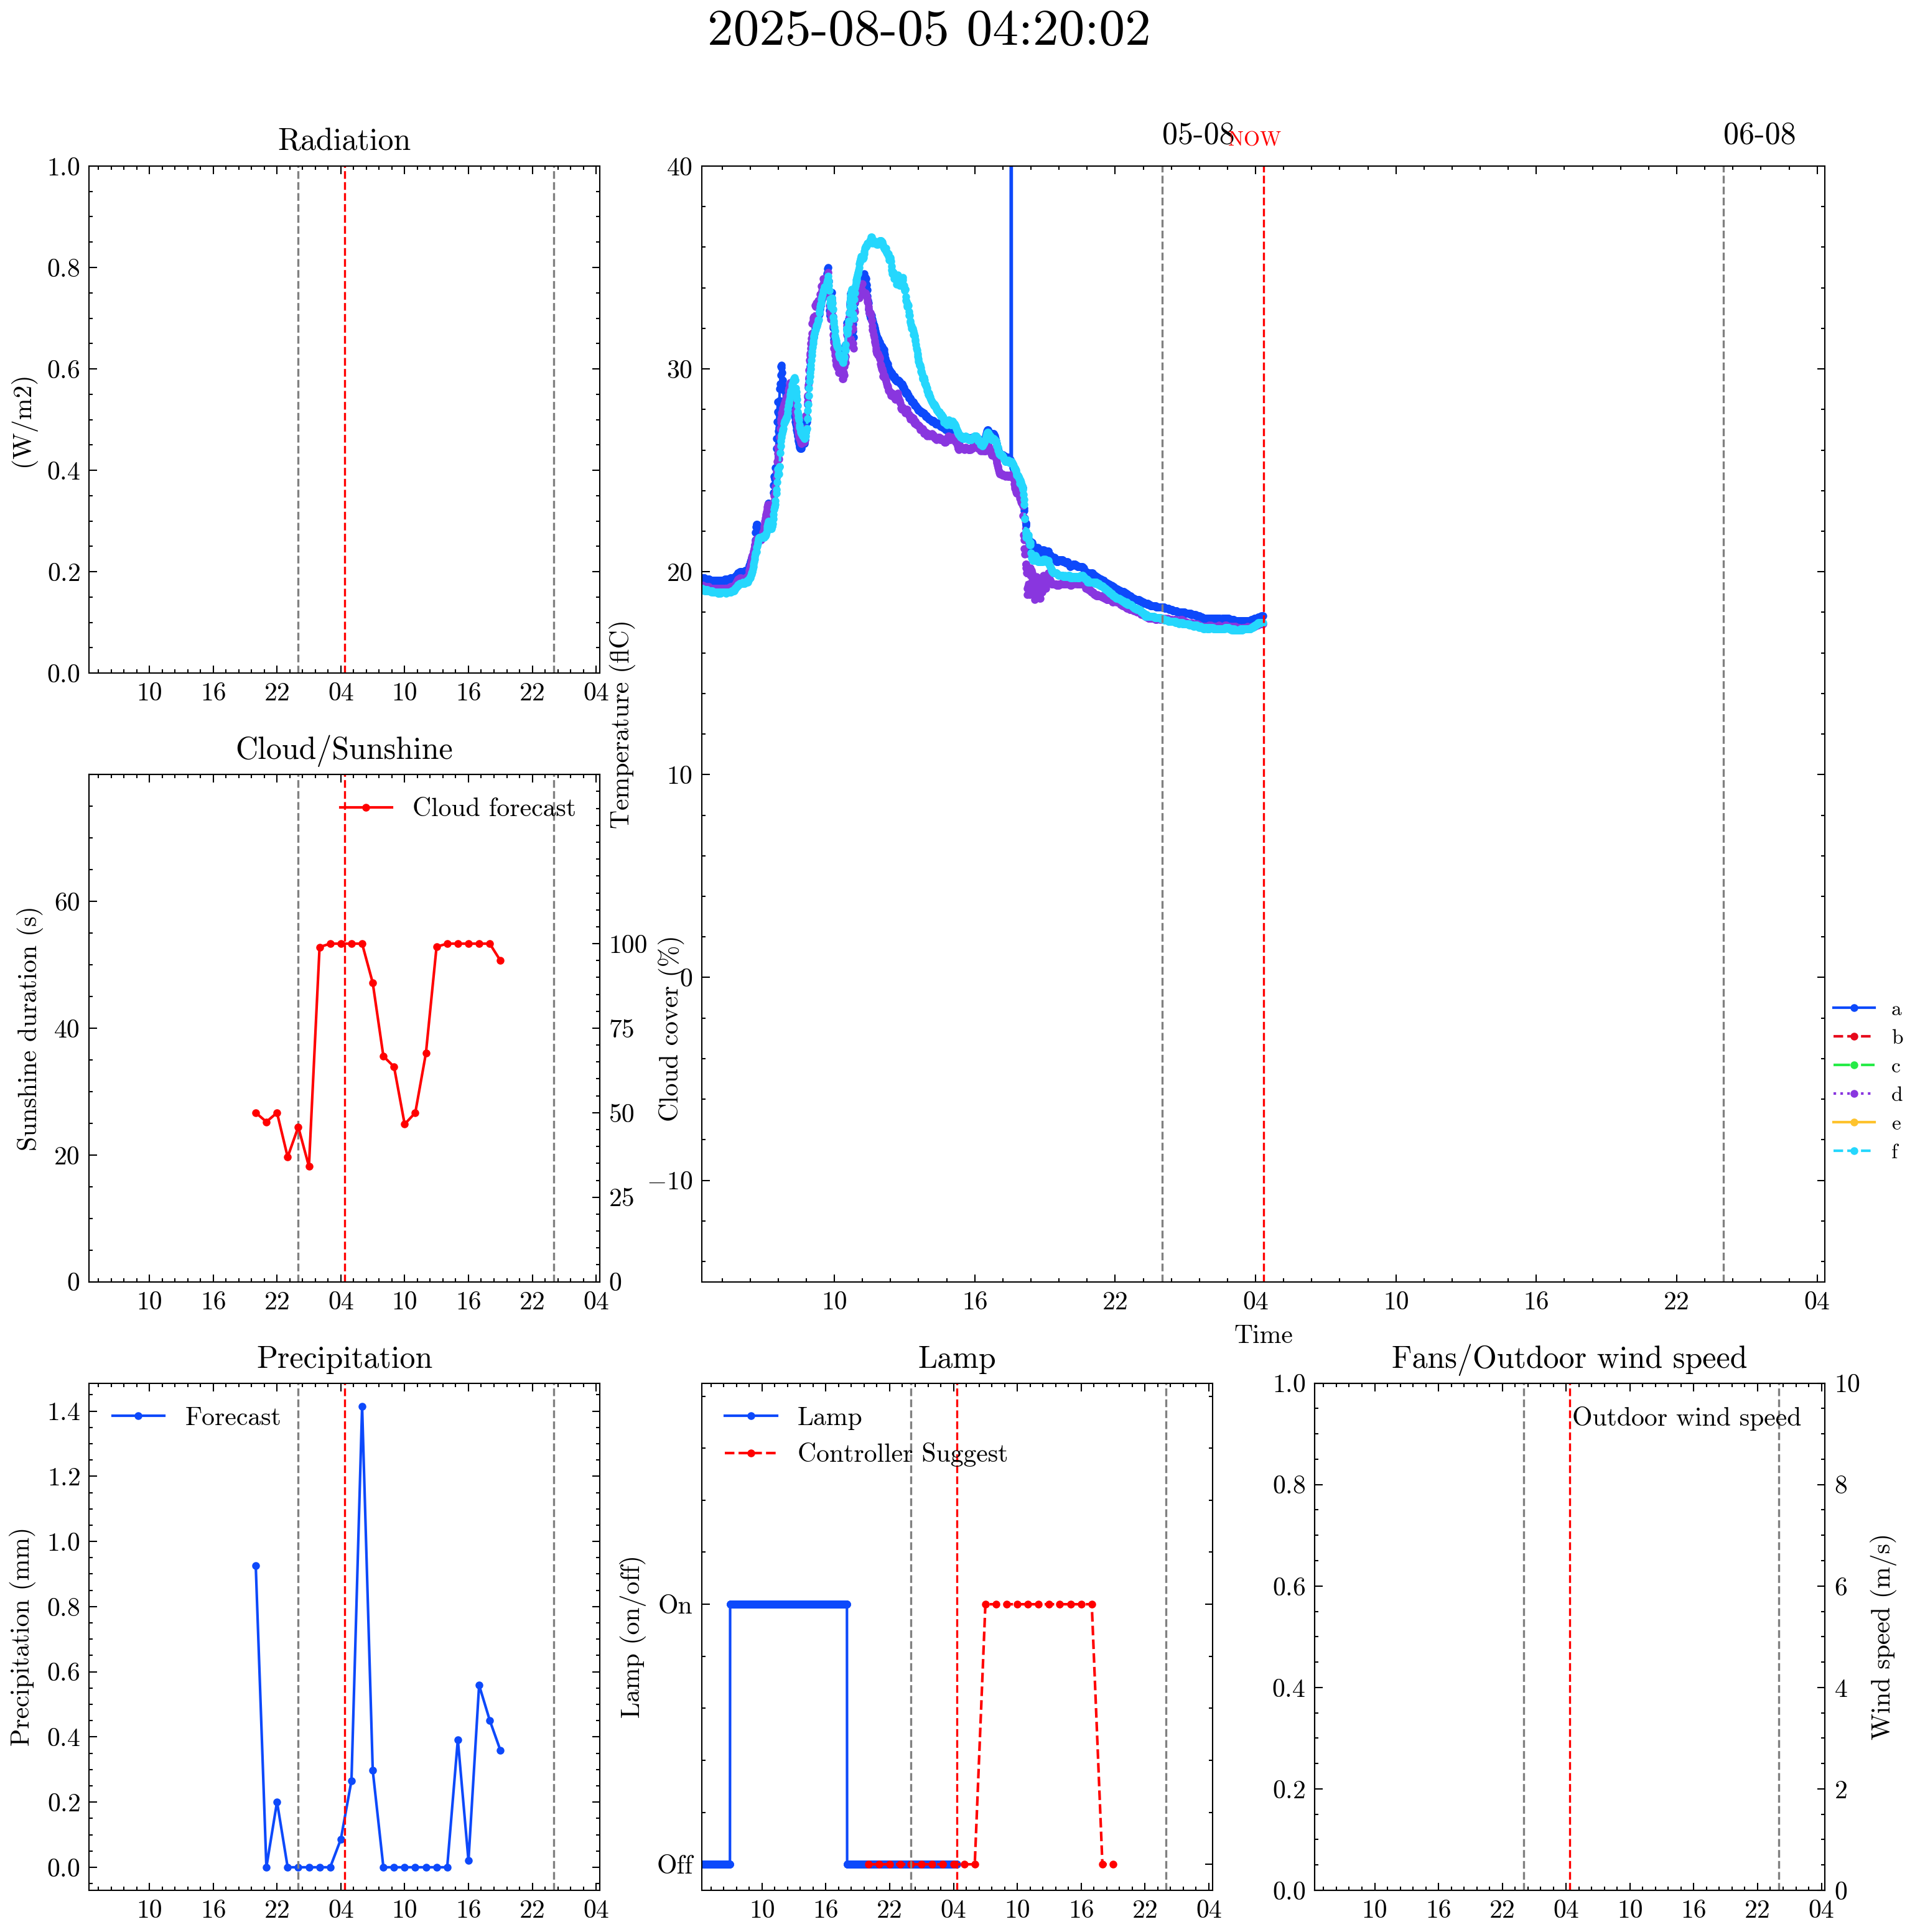 2025-08-05 04:20:02
Radiation
(W/m2)
1.0
0.8
0.6
0.4
0.2
0.0
10 16 22 04 10 16 22 04
05-08
NOW
06-08
Temperature (flC)
40
30
20
10
0
−10
10 16 22 04 10 16 22 04
Time
a
b
c
d
e
f
Cloud/Sunshine
Cloud forecast
Sunshine duration (s)
60
40
20
0
Cloud cover (%)
100
75
50
25
0
10 16 22 04 10 16 22 04
Precipitation
Forecast
Precipitation (mm)
1.4
1.2
1.0
0.8
0.6
0.4
0.2
0.0
10 16 22 04 10 16 22 04
Lamp
Lamp
Controller Suggest
Lamp (on/off)
On
Off
10 16 22 04 10 16 22 04
Fans/Outdoor wind speed
Outdoor wind speed
1.0
0.8
0.6
0.4
0.2
0.0
Wind speed (m/s)
10
8
6
4
2
0
10 16 22 04 10 16 22 04